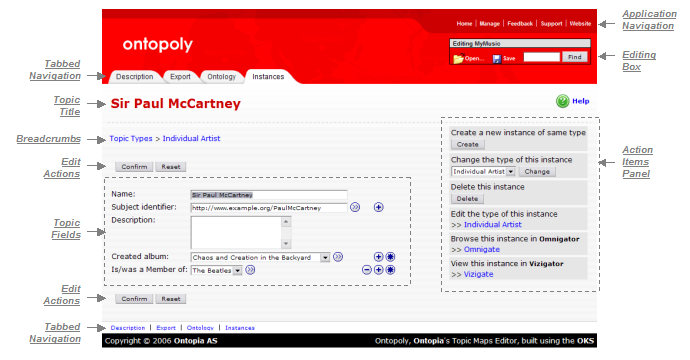 Home | Manage | Feedback | Support | Website
Application Navigation
ontopoly
Editing MyMusic
Open... Save Find
Editing Box
Tabbed Navigation
Description Export Ontology Instances
Topic Title
Sir Paul McCartney
Help
Breadcrumbs
Topic Types > Individual Artist
Edit Actions
Confirm Reset
Topic Fields
Name: Sir Paul McCartney
Subject identifier: http://www.example.org/PaulMcCartney
Description:
Created album: Chaos and Creation in the Backyard
Is/was a Member of: The Beatles
Create a new instance of same type
Create
Change the type of this instance
Individual Artist Change
Delete this instance
Delete
Edit the type of this instance
>> Individual Artist
Browse this instance in Omnigator
>> Omnigate
View this instance in Vizigator
>> Vizigate
Action Items Panel
Edit Actions
Confirm Reset
Tabbed Navigation
Description | Export | Ontology | Instances
Copyright © 2006 Ontopia AS
Ontopoly, Ontopia's Topic Maps Editor, built using the OKS